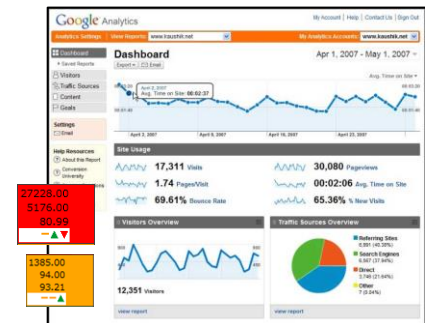 Google Analytics
My Account | Help | Contact Us | Sign Out
Analytics Settings | View Reports: www.kaushik.net
My Analytics Accounts: www.kaushik.net
Dashboard
Saved Reports
Visitors
Traffic Sources
Content
Goals
Settings
Email
Help Resources
About this Report
Conversion University
Dashboard
Apr 1, 2007 - May 1, 2007
Export
Email
Avg. Time on Site
April 2, 2007
Avg. Time on Site: 00:02:37
April 2, 2007
April 9, 2007
April 16, 2007
April 23, 2007
Site Usage
17,311 Visits
30,080 Pageviews
1.74 Pages/Visit
00:02:06 Avg. Time on Site
69.61% Bounce Rate
65.36% % New Visits
Visitors Overview
12,351 Visitors
view report
Traffic Sources Overview
Referring Sites
Search Engines
Direct
Other
view report
27228.00
5176.00
80.99
1385.00
94.00
93.21